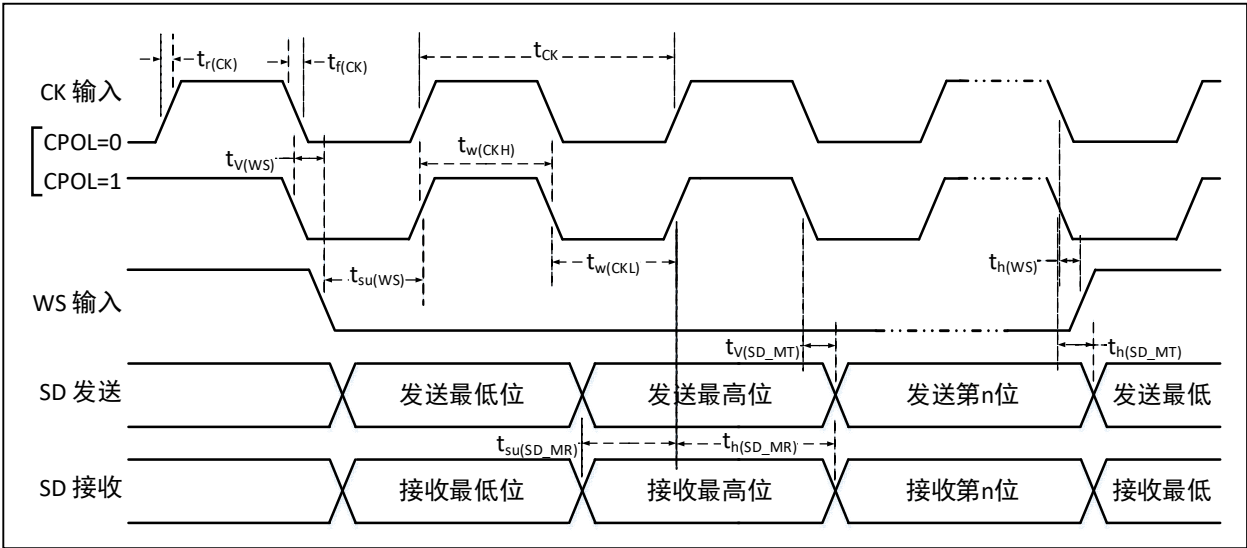 tr(CK)
tf(CK)
tCK
CK 输入
CPOL=0
CPOL=1
tV(WS)
tw(CKH)
tsu(WS)
tw(CKL)
th(WS)
WS 输入
tV(SD_MT)
th(SD_MT)
SD 发送
发送最低位
发送最高位
发送第n位
发送最低
tsu(SD_MR)
th(SD_MR)
SD 接收
接收最低位
接收最高位
接收第n位
接收最低